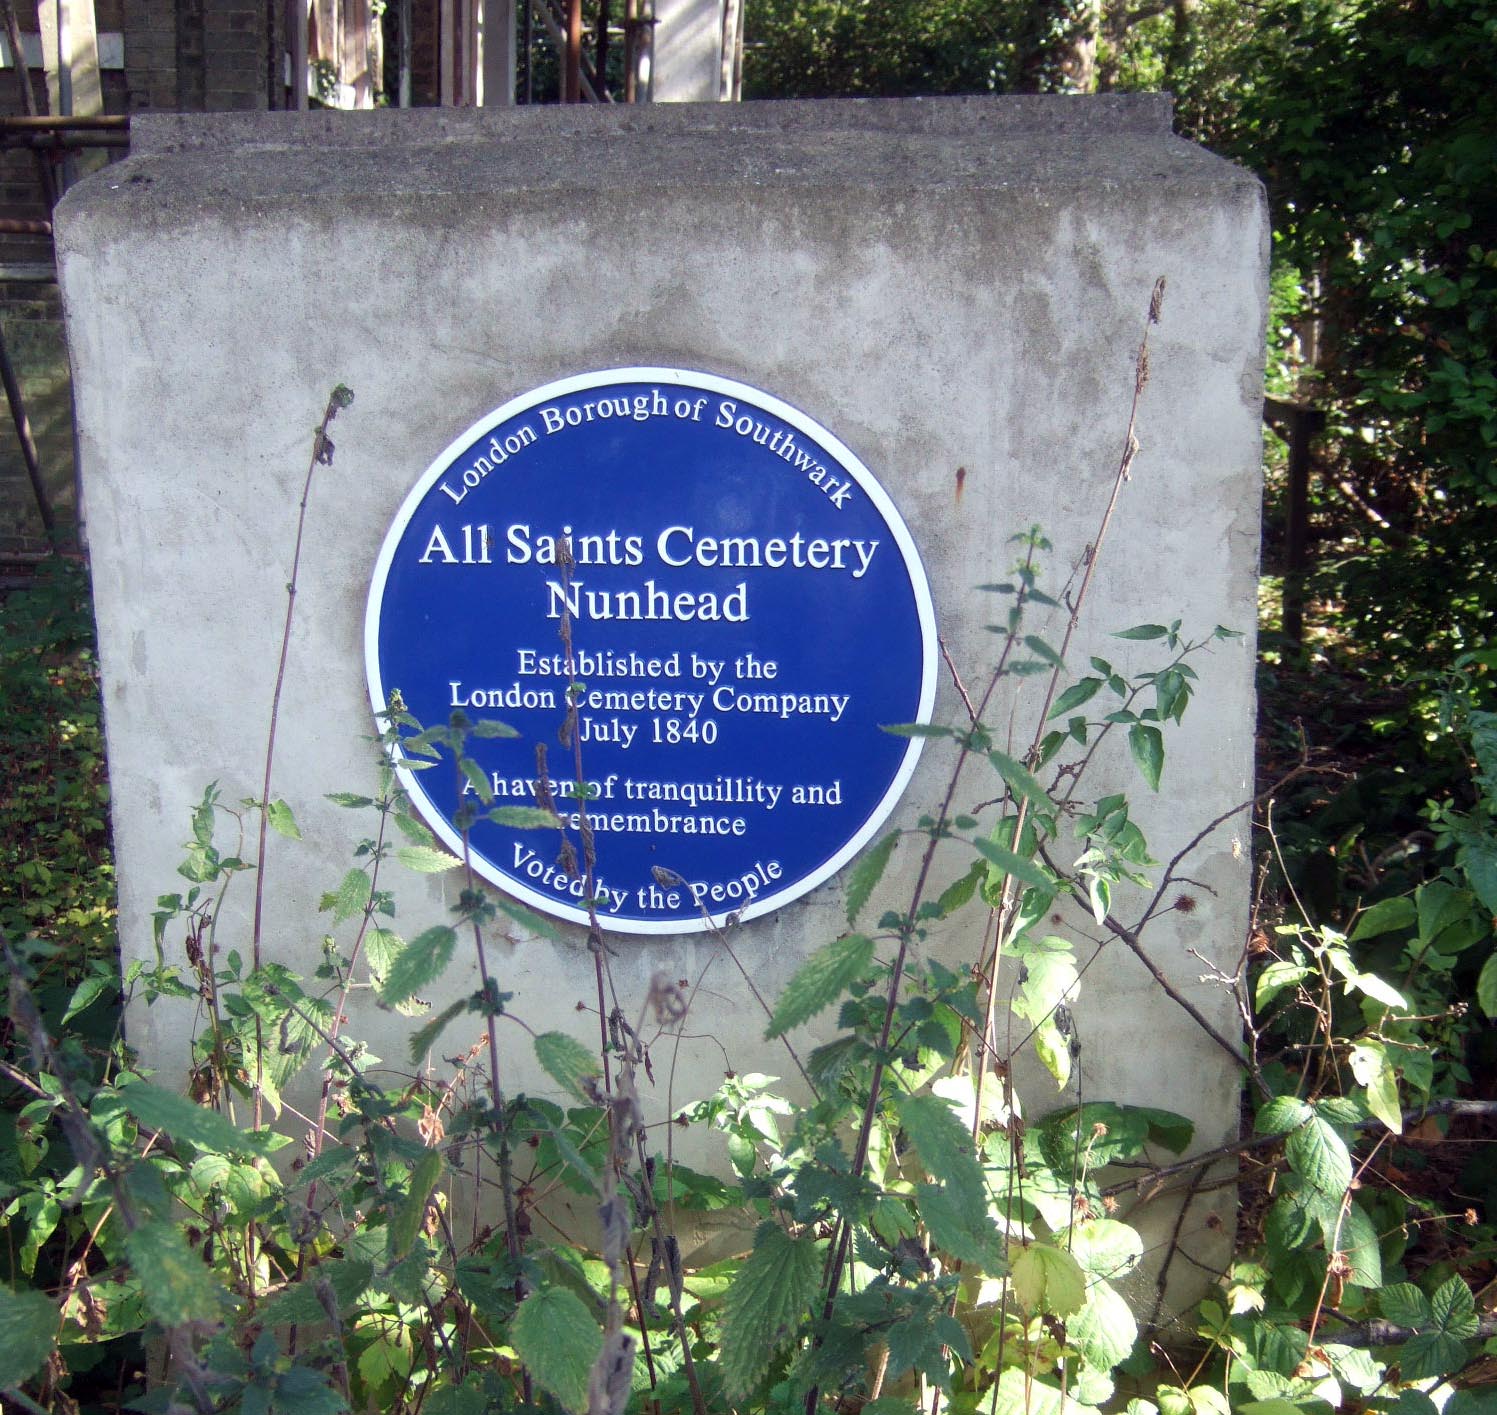 London Borough of Southwark
All Saints Cemetery
Nunhead
Established by the
London Cemetery Company
July 1840
A haven of tranquillity and
remembrance
Voted by the People